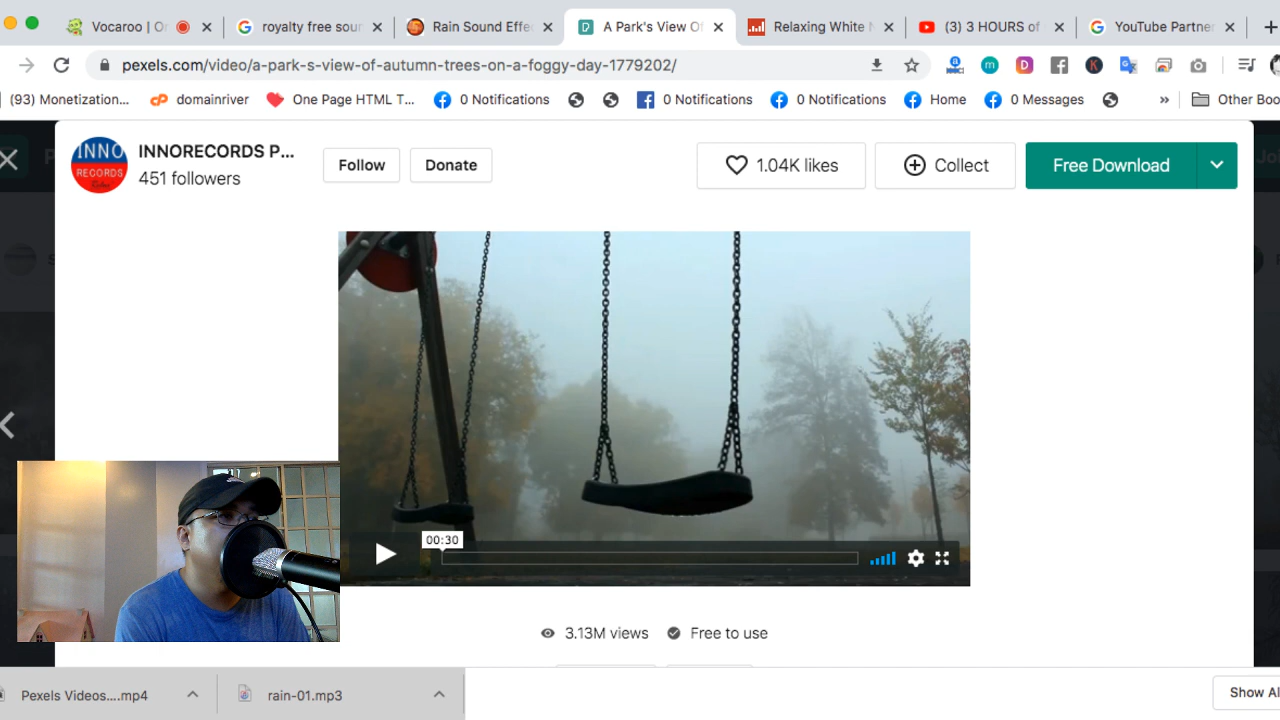 Vocaroo | O
royalty free sour
Rain Sound Effe
A Park's View Of
Relaxing White N
(3) 3 HOURS of
YouTube Partner
pexels.com/video/a-park-s-view-of-autumn-trees-on-a-foggy-day-1779202/
(93) Monetization...
domainriver
One Page HTML T...
0 Notifications
0 Notifications
0 Notifications
Home
0 Messages
»
Other Boo
INNO
RECORDS
INNORECORDS P...
451 followers
Follow
Donate
1.04K likes
Collect
Free Download
00:30
3.13M views
Free to use
Pexels Videos....mp4
rain-01.mp3
Show Al